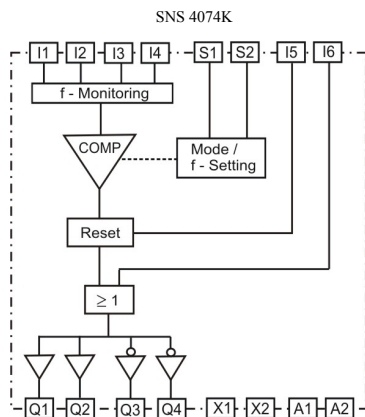 SNS 4074K
I1 I2 I3 I4 S1 S2 I5 I6
f - Monitoring
COMP
Mode /
f - Setting
Reset
≥ 1
Q1 Q2 Q3 Q4 X1 X2 A1 A2